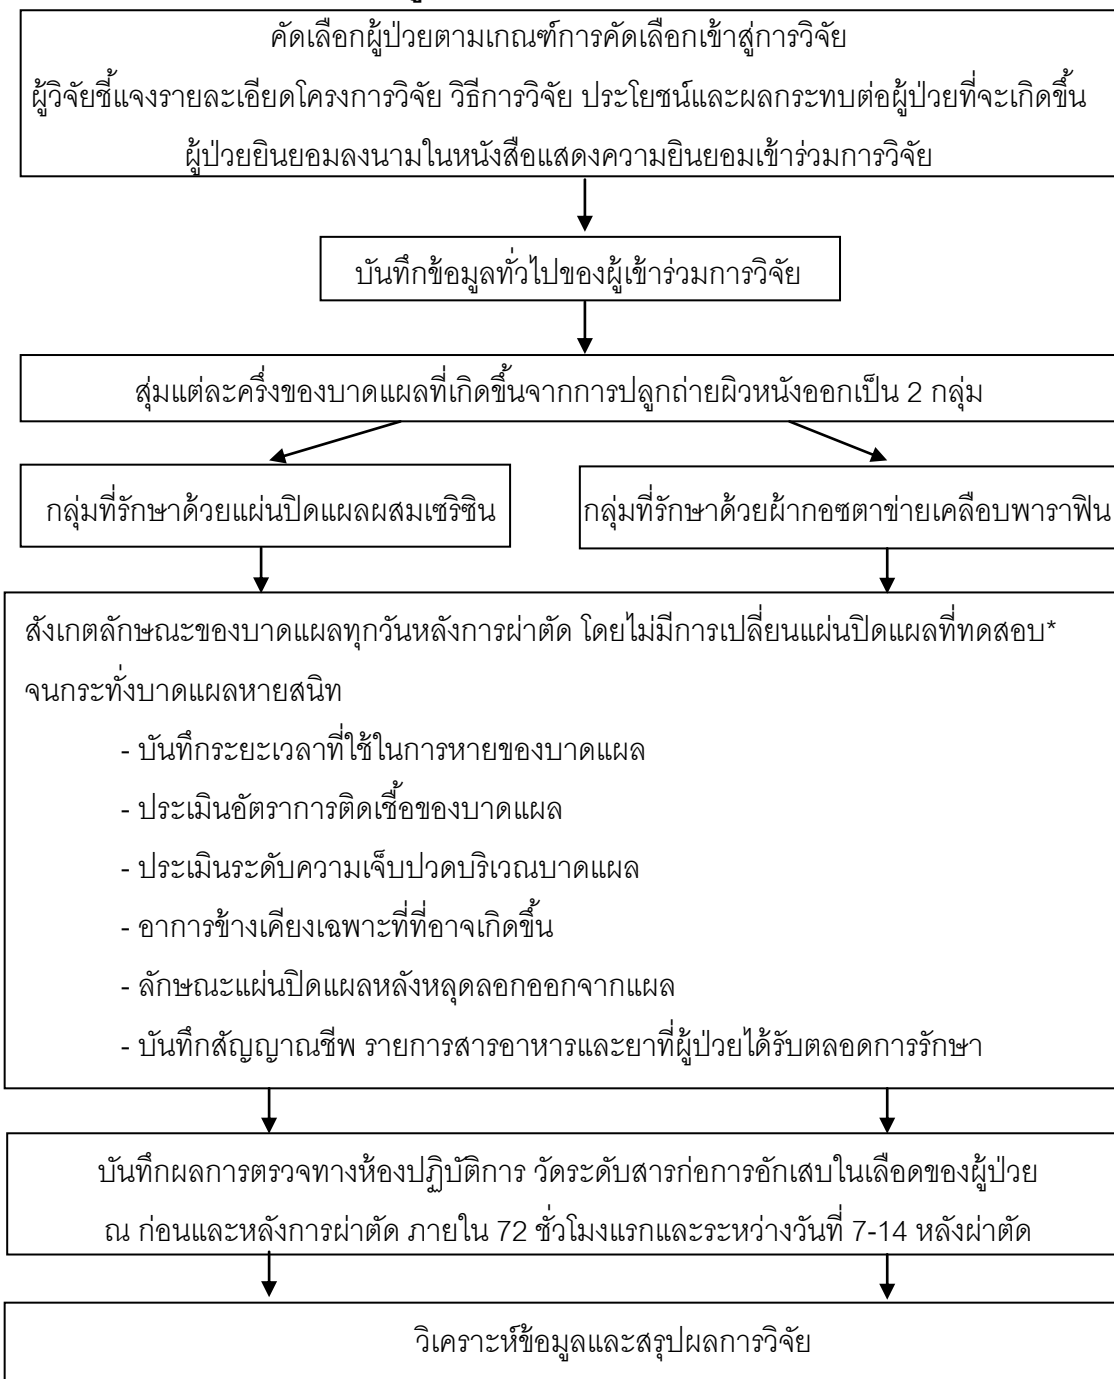 คัดเลือกผู้ป่วยตามเกณฑ์การคัดเลือกเข้าสู่การวิจัย
ผู้วิจัยชี้แจงรายละเอียดโครงการวิจัย วิธีการวิจัย ประโยชน์และผลกระทบต่อผู้ป่วยที่จะเกิดขึ้น
ผู้ป่วยยินยอมลงนามในหนังสือแสดงความยินยอมเข้าร่วมการวิจัย
บันทึกข้อมูลทั่วไปของผู้เข้าร่วมการวิจัย
สุ่มแต่ละครึ่งของบาดแผลที่เกิดขึ้นจากการปลูกถ่ายผิวหนังออกเป็น 2 กลุ่ม
กลุ่มที่รักษาด้วยแผ่นปิดแผลผสมเซริซิน
กลุ่มที่รักษาด้วยผ้ากอซตาข่ายเคลือบพาราฟิน
สังเกตลักษณะของบาดแผลทุกวันหลังการผ่าตัด โดยไม่มีการเปลี่ยนแผ่นปิดแผลที่ทดสอบ*
จนกระทั่งบาดแผลหายสนิท
- บันทึกระยะเวลาที่ใช้ในการหายของบาดแผล
- ประเมินอัตราการติดเชื้อของบาดแผล
- ประเมินระดับความเจ็บปวดบริเวณบาดแผล
- อาการข้างเคียงเฉพาะที่ที่อาจเกิดขึ้น
- ลักษณะแผ่นปิดแผลหลังหลุดลอกออกจากแผล
- บันทึกสัญญาณชีพ รายการสารอาหารและยาที่ผู้ป่วยได้รับตลอดการรักษา
บันทึกผลการตรวจทางห้องปฏิบัติการ วัดระดับสารก่อการอักเสบในเลือดของผู้ป่วย
ณ ก่อนและหลังการผ่าตัด ภายใน 72 ชั่วโมงแรกและระหว่างวันที่ 7-14 หลังผ่าตัด
วิเคราะห์ข้อมูลและสรุปผลการวิจัย